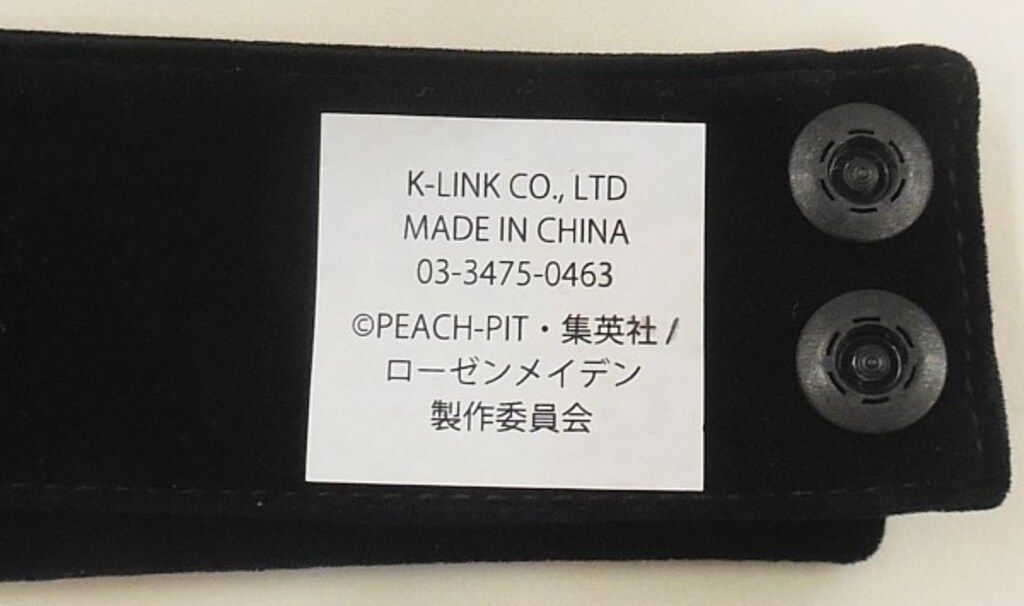 K-LINK CO., LTD
MADE IN CHINA
03-3475-0463
©PEACH-PIT・集英社 /
ローゼンメイデン
製作委員会